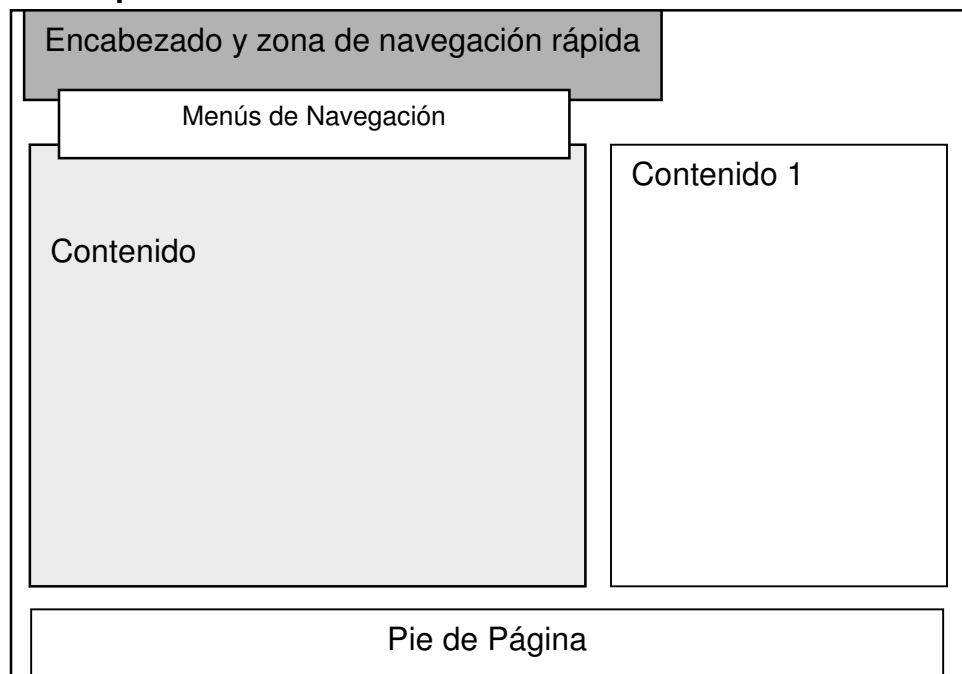 Encabezado y zona de navegación rápida
Menús de Navegación
Contenido
Contenido 1
Pie de Página